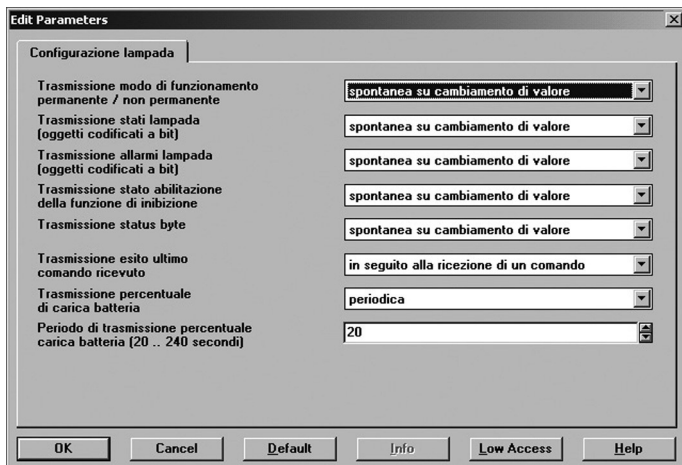 Edit Parameters
Configurazione lampada
Trasmissione modo di funzionamento
permanente / non permanente
spontanea su cambiamento di valore
Trasmissione stati lampada
(oggetti codificati a bit)
spontanea su cambiamento di valore
Trasmissione allarmi lampada
(oggetti codificati a bit)
spontanea su cambiamento di valore
Trasmissione stato abilitazione
della funzione di inibizione
spontanea su cambiamento di valore
Trasmissione status byte
spontanea su cambiamento di valore
Trasmissione esito ultimo
comando ricevuto
in seguito alla ricezione di un comando
Trasmissione percentuale
di carica batteria
periodica
Periodo di trasmissione percentuale
carica batteria (20 .. 240 secondi)
20
OK
Cancel
Default
Info
Low Access
Help